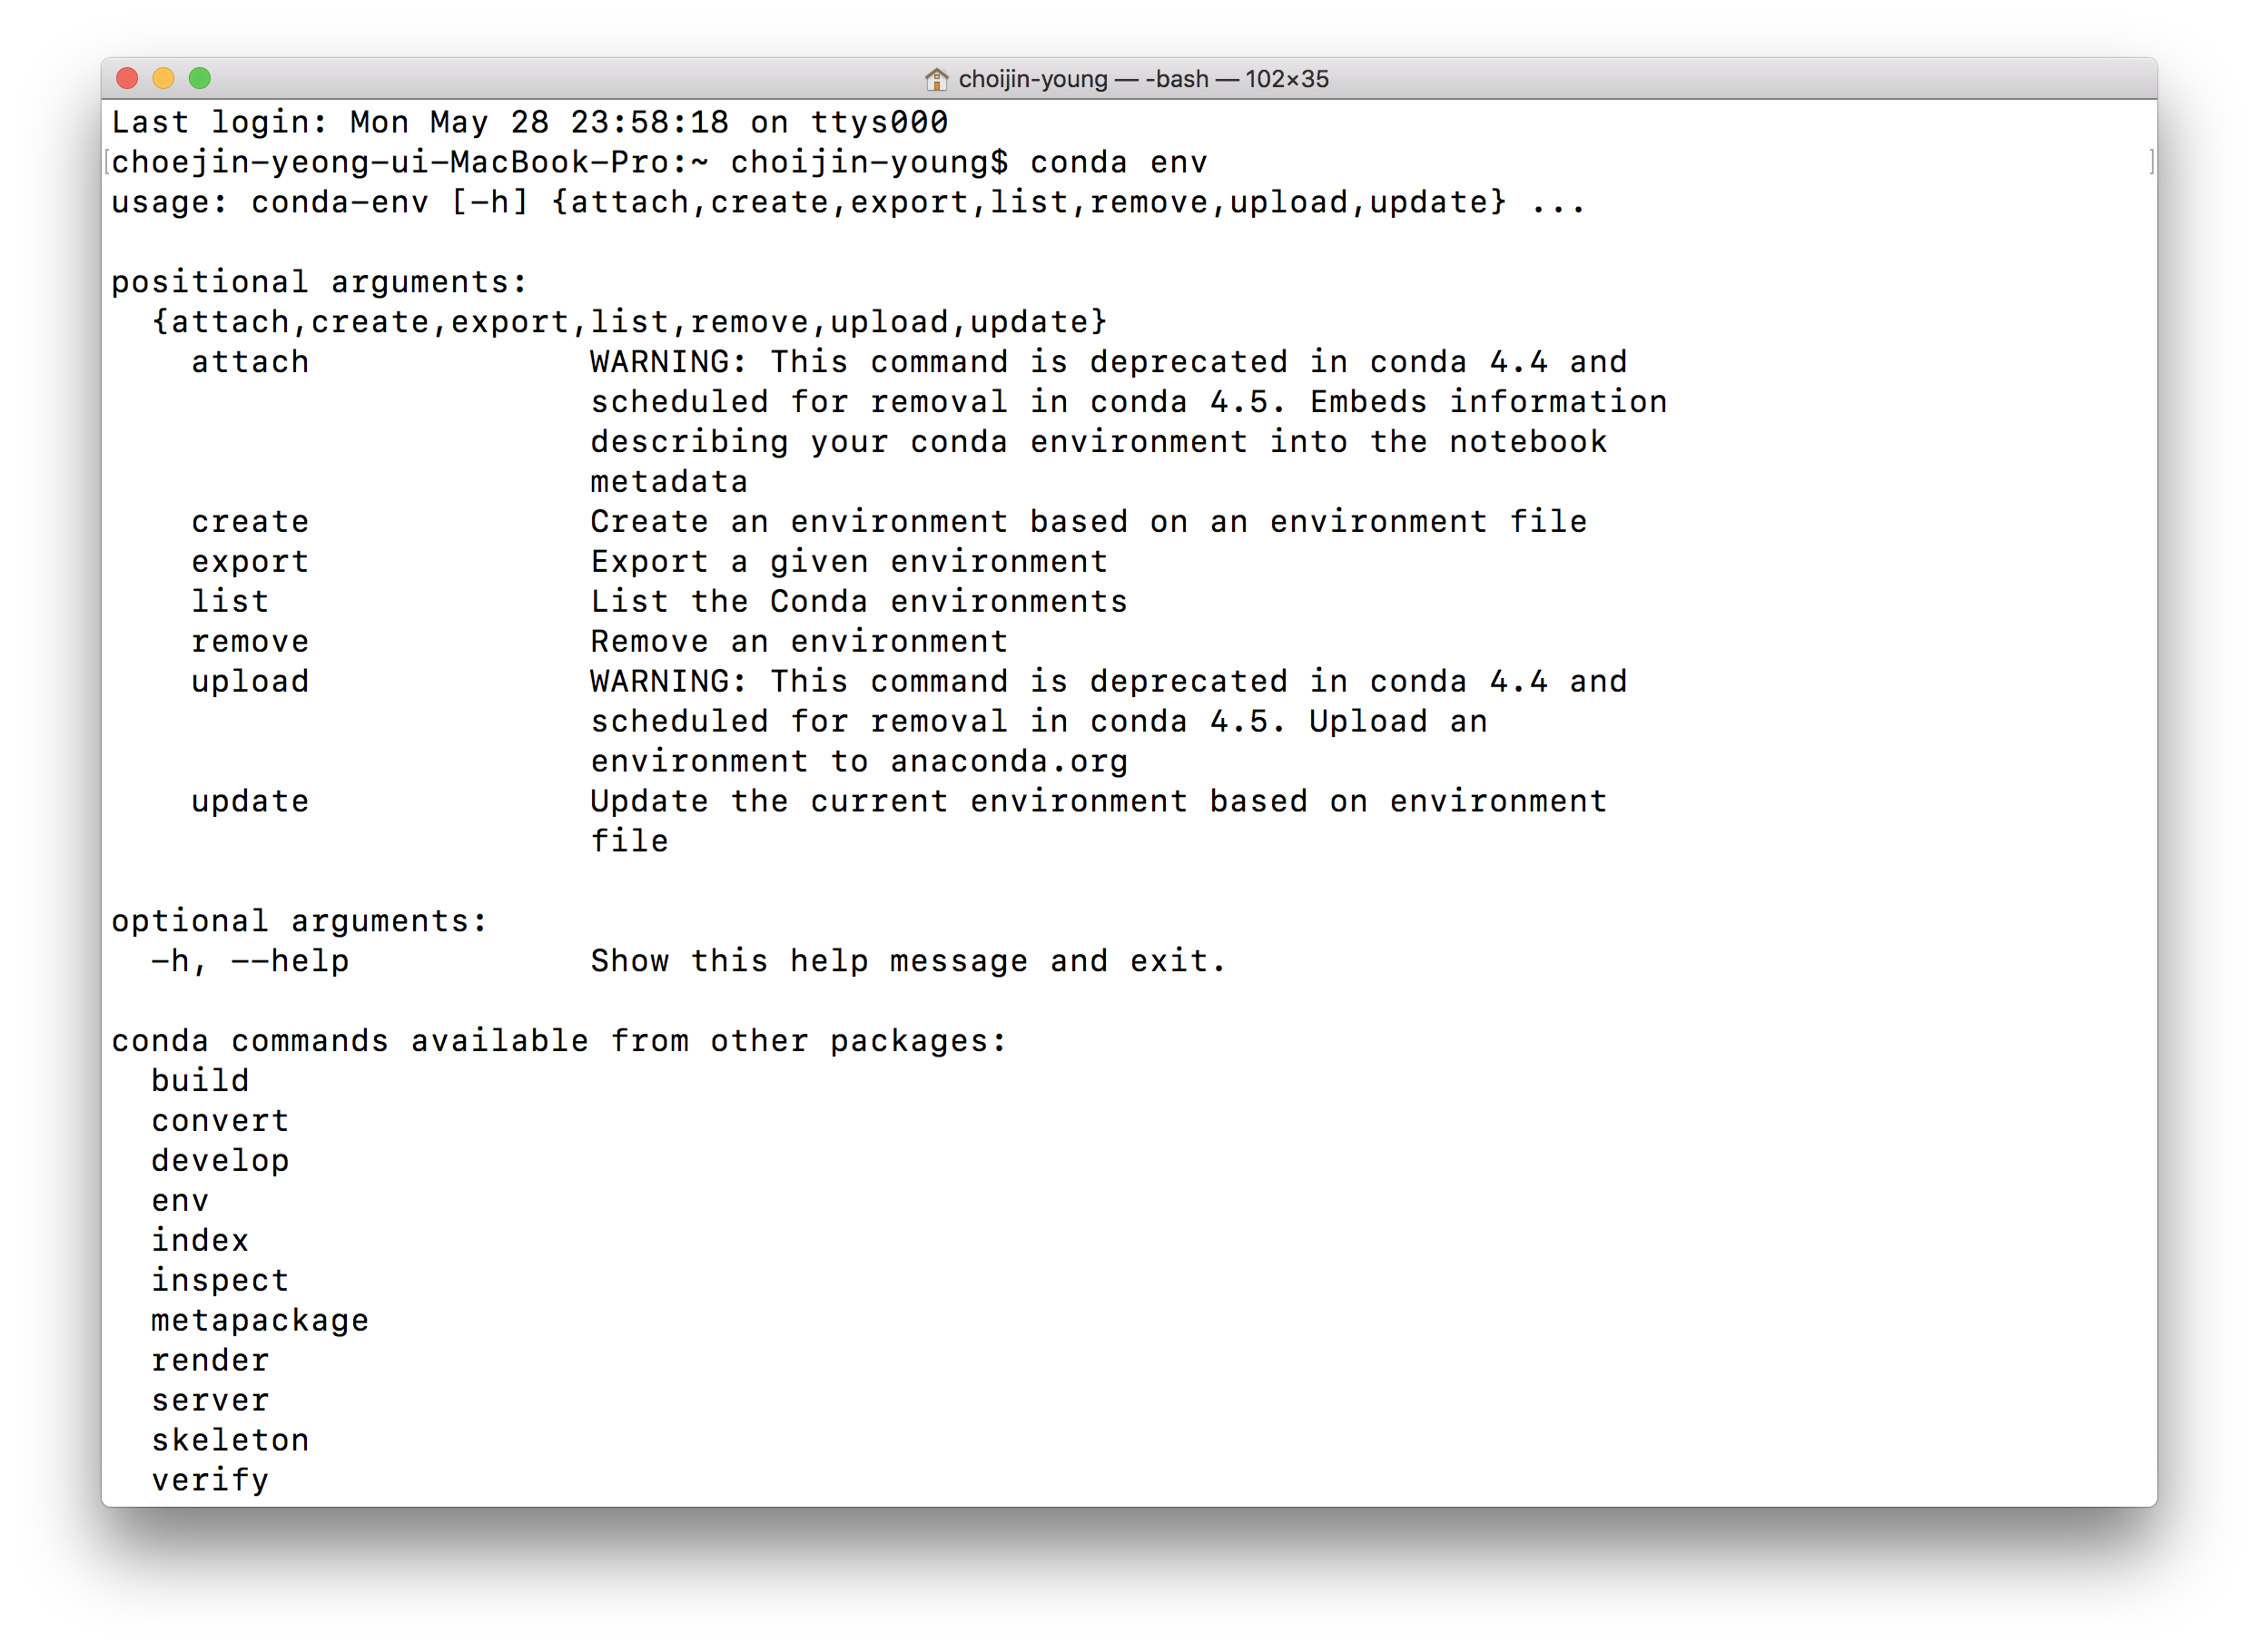 choijin-young — -bash — 102×35
Last login: Mon May 28 23:58:18 on ttys000
[choejin-yeong-ui-MacBook-Pro:~ choijin-young$ conda env ]
usage: conda-env [-h] {attach,create,export,list,remove,upload,update} ...
positional arguments:
{attach,create,export,list,remove,upload,update}
attach WARNING: This command is deprecated in conda 4.4 and
scheduled for removal in conda 4.5. Embeds information
describing your conda environment into the notebook
metadata
create Create an environment based on an environment file
export Export a given environment
list List the Conda environments
remove Remove an environment
upload WARNING: This command is deprecated in conda 4.4 and
scheduled for removal in conda 4.5. Upload an
environment to anaconda.org
update Update the current environment based on environment
file
optional arguments:
-h, --help Show this help message and exit.
conda commands available from other packages:
build
convert
develop
env
index
inspect
metapackage
render
server
skeleton
verify